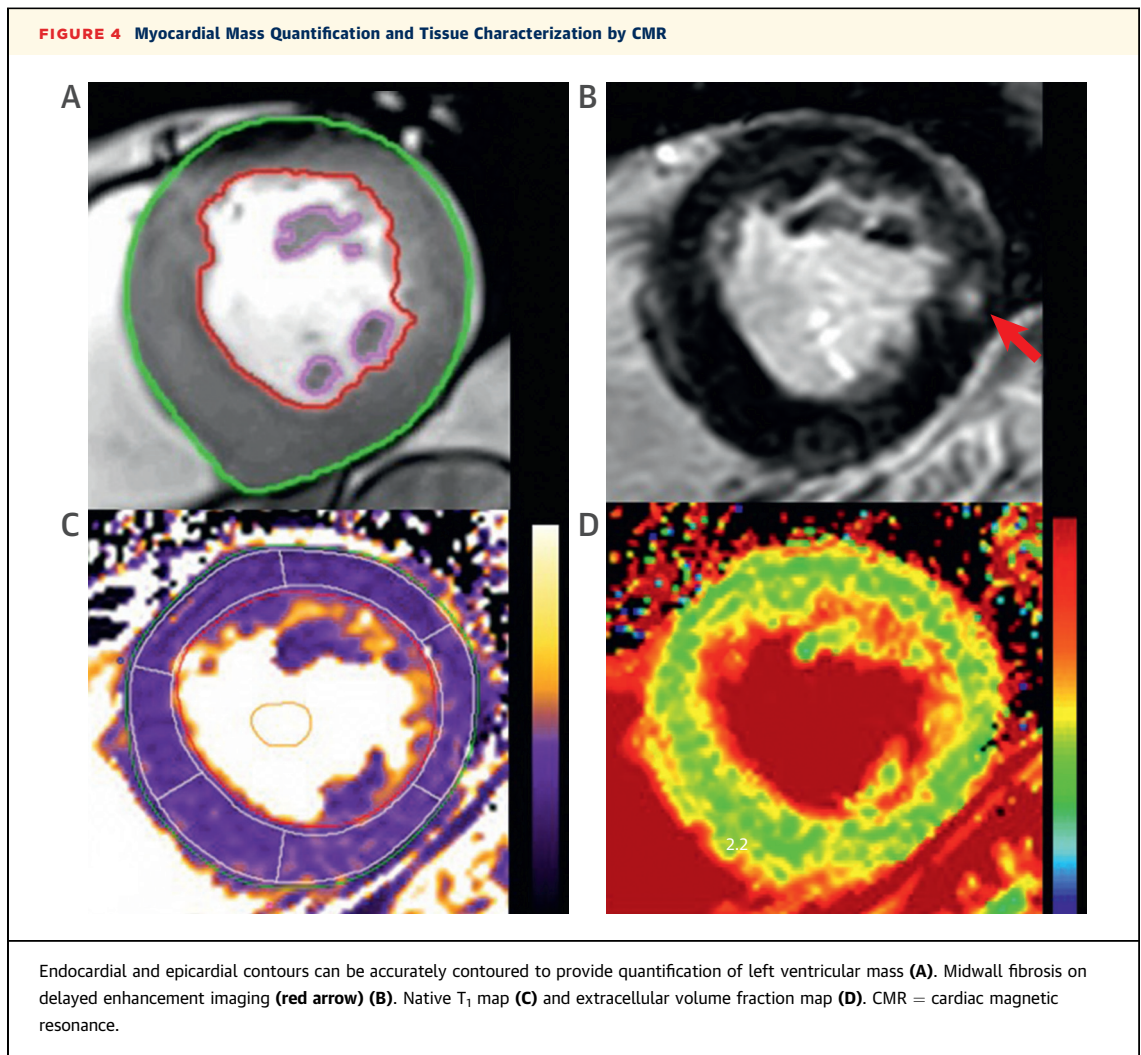 FIGURE 4 Myocardial Mass Quantification and Tissue Characterization by CMR
A
B
C
D
2.2
Endocardial and epicardial contours can be accurately contoured to provide quantification of left ventricular mass (A). Midwall fibrosis on
delayed enhancement imaging (red arrow) (B). Native T₁ map (C) and extracellular volume fraction map (D). CMR = cardiac magnetic
resonance.